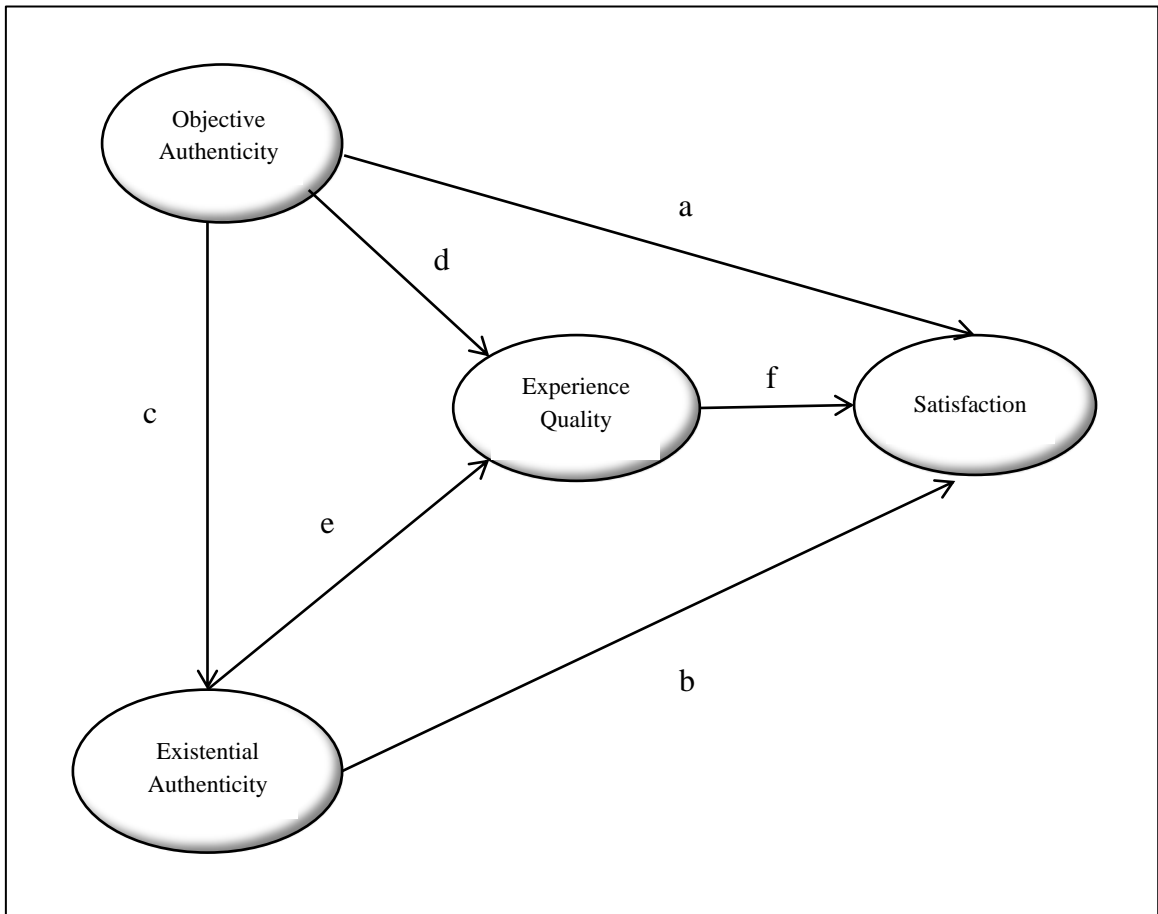 Objective
Authenticity
a
d
Experience
Quality
f
Satisfaction
c
e
b
Existential
Authenticity